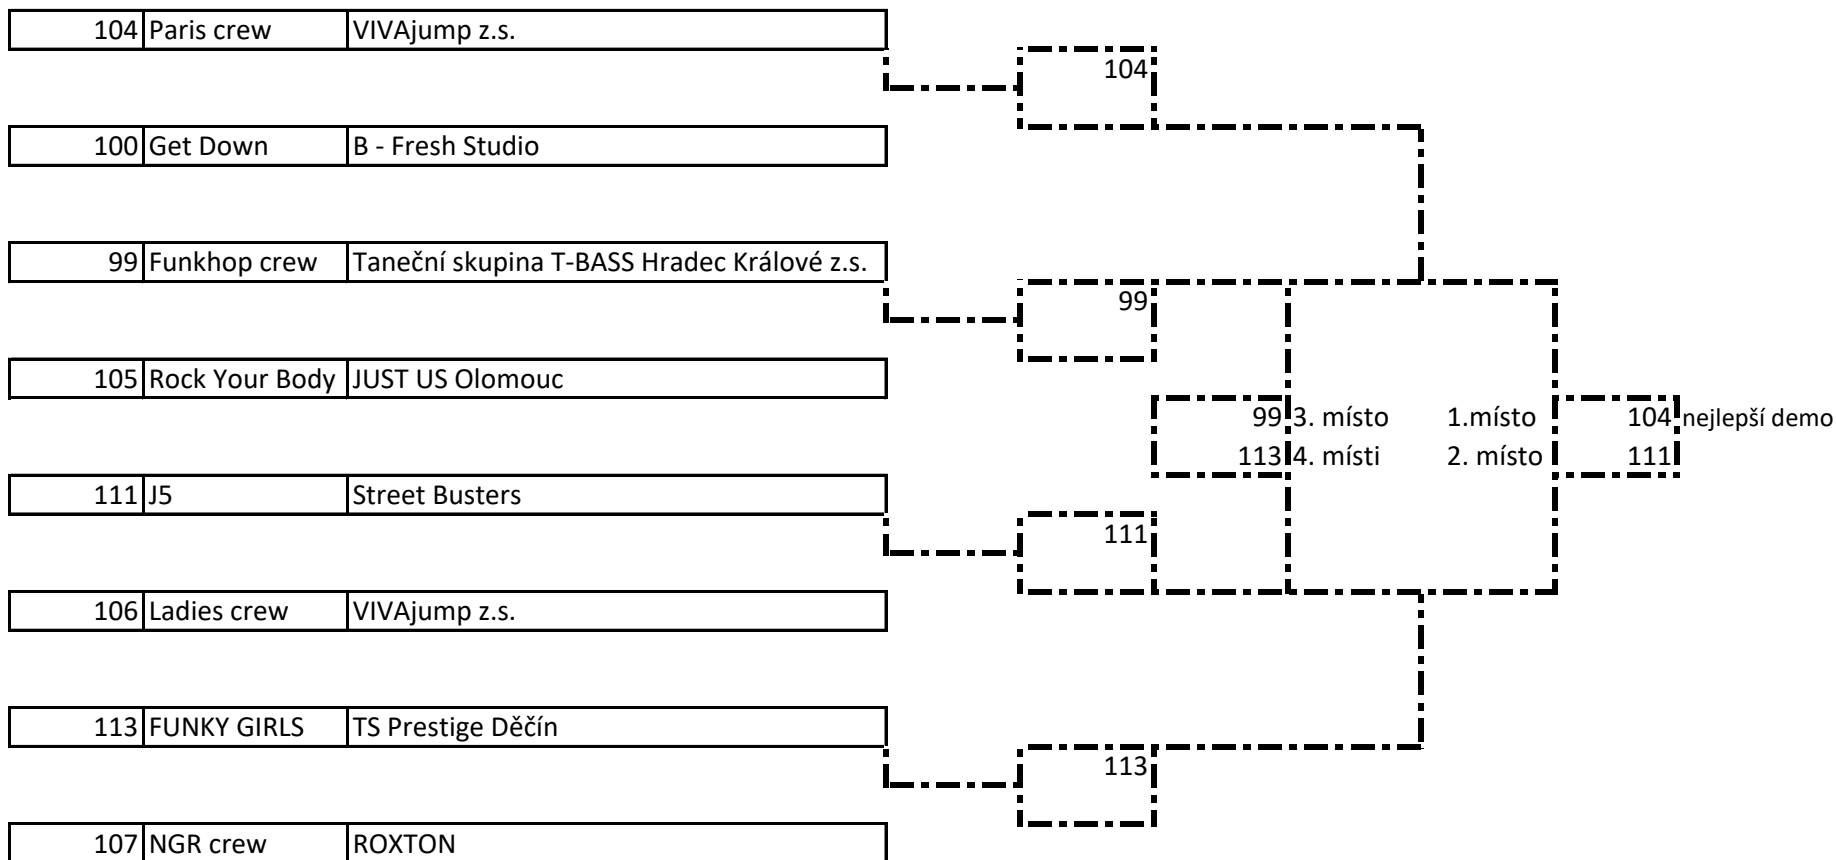 104 Paris crew VIVAjump z.s.
104
100 Get Down B - Fresh Studio
99 Funkhop crew Taneční skupina T-BASS Hradec Králové z.s.
99
105 Rock Your Body JUST US Olomouc
99 3. místo 1.místo 104 nejlepší demo
113 4. místi 2. místo 111
111 J5 Street Busters
111
106 Ladies crew VIVAjump z.s.
113 FUNKY GIRLS TS Prestige Děčín
113
107 NGR crew ROXTON